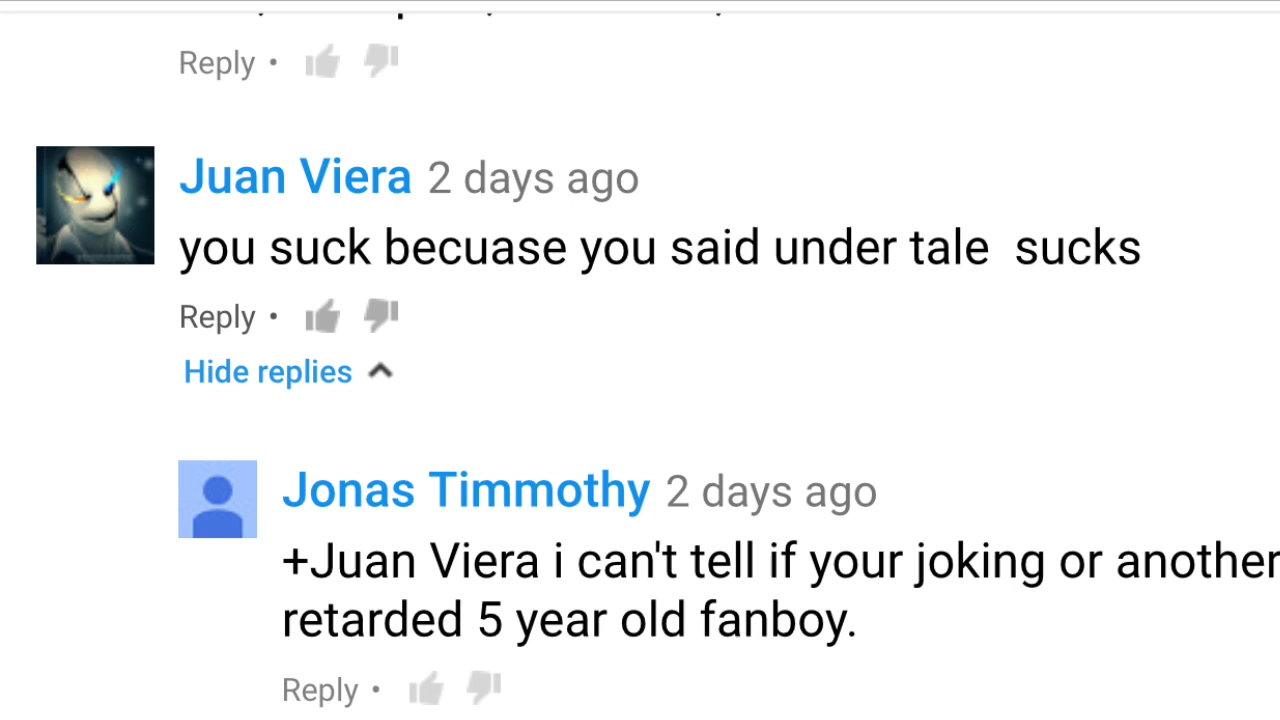 Reply •
Juan Viera 2 days ago
you suck becuase you said under tale  sucks
Reply •
Hide replies
Jonas Timmothy 2 days ago
+Juan Viera i can't tell if your joking or another
retarded 5 year old fanboy.
Reply •